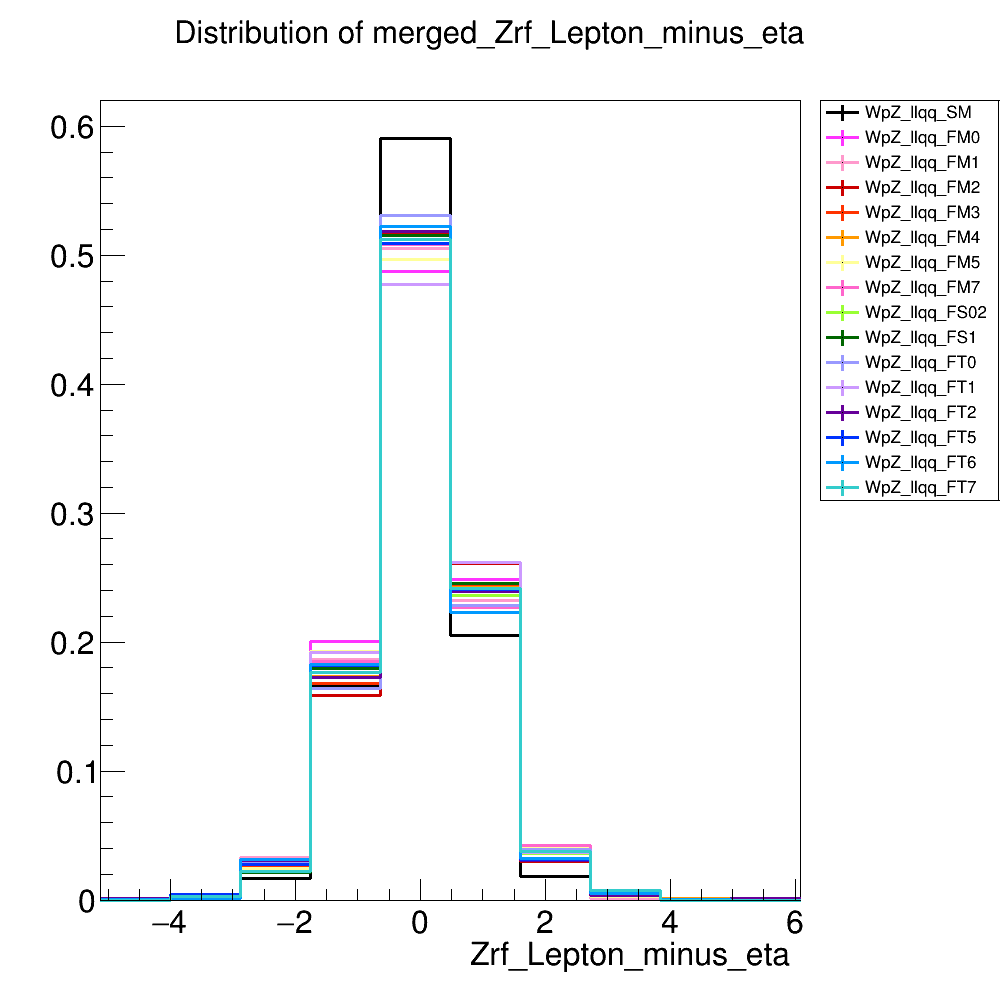 Distribution of merged_Zrf_Lepton_minus_eta
WpZ_llqq_SM
WpZ_llqq_FM0
WpZ_llqq_FM1
WpZ_llqq_FM2
WpZ_llqq_FM3
WpZ_llqq_FM4
WpZ_llqq_FM5
WpZ_llqq_FM7
WpZ_llqq_FS02
WpZ_llqq_FS1
WpZ_llqq_FT0
WpZ_llqq_FT1
WpZ_llqq_FT2
WpZ_llqq_FT5
WpZ_llqq_FT6
WpZ_llqq_FT7
0.6
0.5
0.4
0.3
0.2
0.1
0
−4 −2 0 2 4 6
Zrf_Lepton_minus_eta